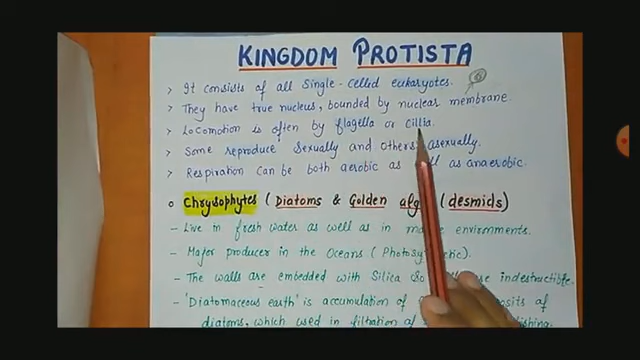 KINGDOM PROTISTA
> It consists of all Single-Celled eukaryotes.
> They have true nucleus, bounded by nuclear membrane.
> Locomotion is often by flagella or Cillia.
> Some reproduce Sexually and others asexually.
> Respiration can be both aerobic as well as anaerobic.
o Chrysophytes (Diatoms & Golden alg (desmids)
- Live in fresh water as well as in environments.
- Major producer in the Oceans (
- The walls are embedded with Silica So indestructible.
- 'Diatomaceous earth' is accumulation of of
diatoms, which used in filtration of